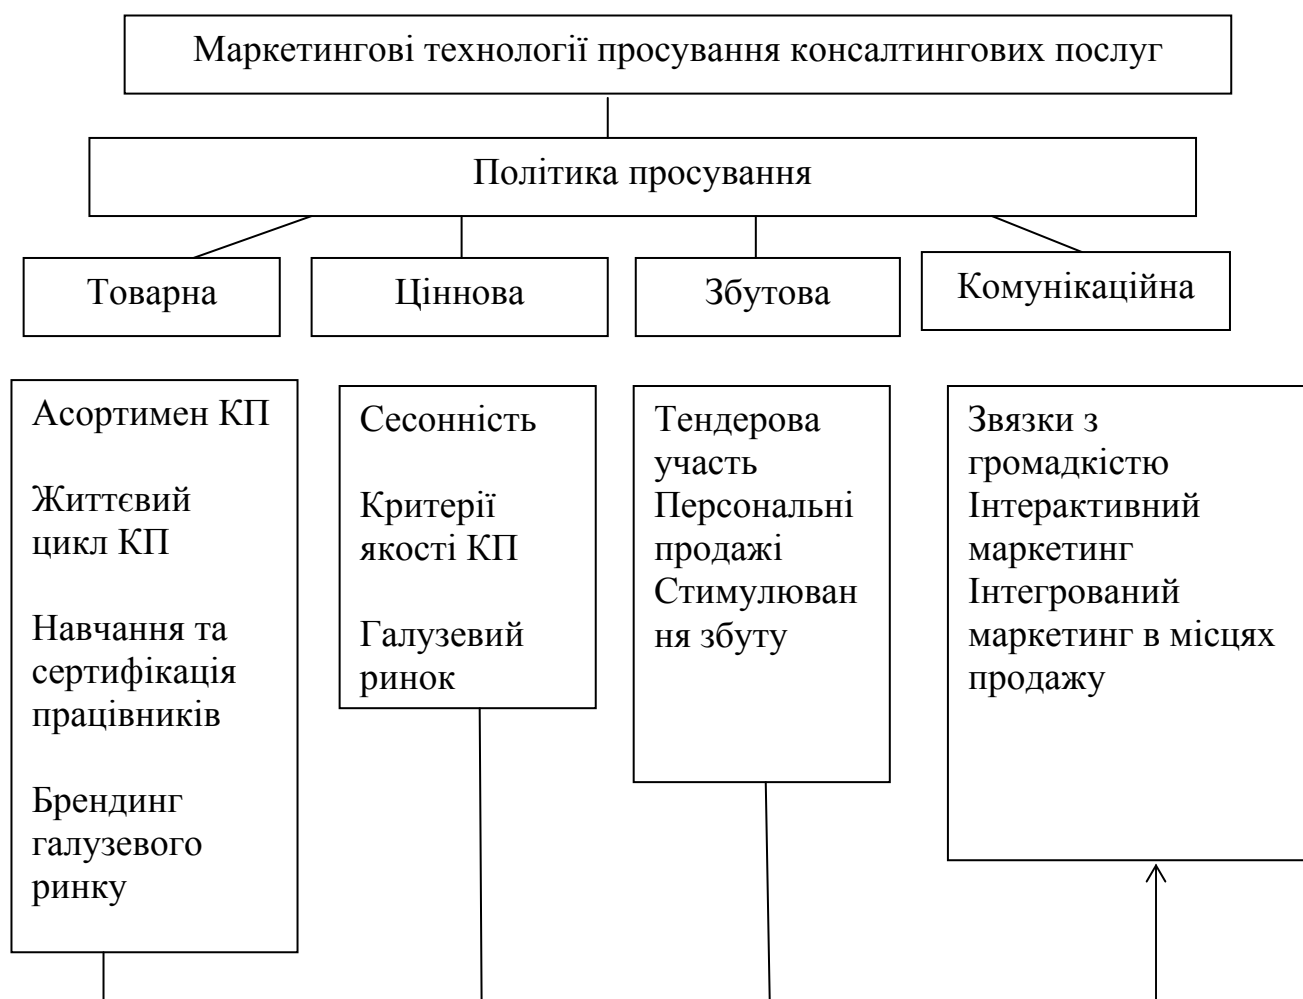 Маркетингові технології просування консалтингових послуг
Політика просування
Товарна
Ціннова
Збутова
Комунікаційна
Асортимен КП
Життєвий
цикл КП
Навчання та
сертифікація
працівників
Брендинг
галузевого
ринку
Сесонність
Критерії
якості КП
Галузевий
ринок
Тендерова
участь
Персональні
продажі
Стимулюван
ня збуту
Звязки з
громадкістю
Інтерактивний
маркетинг
Інтегрований
маркетинг в місцях
продажу